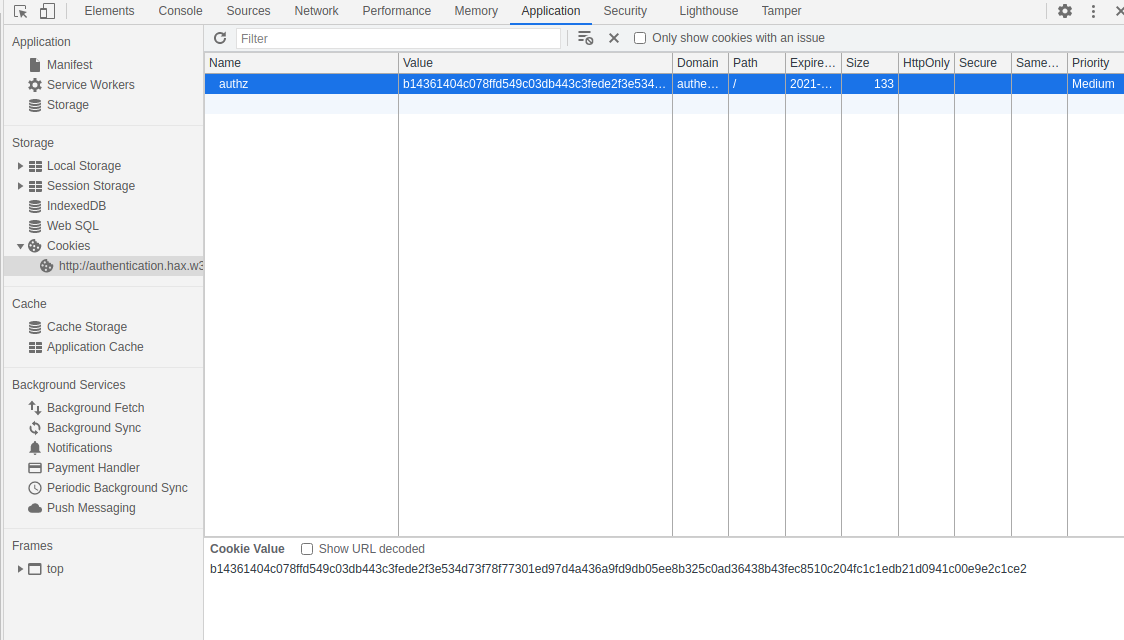 Elements Console Sources Network Performance Memory Application Security Lighthouse Tamper
Application
Manifest
Service Workers
Storage
Storage
Local Storage
Session Storage
IndexedDB
Web SQL
Cookies
http://authentication.hax.w3
Cache
Cache Storage
Application Cache
Background Services
Background Fetch
Background Sync
Notifications
Payment Handler
Periodic Background Sync
Push Messaging
Frames
top
Filter Only show cookies with an issue
Name Value Domain Path Expire… Size HttpOnly Secure Same… Priority
authz b14361404c078ffd549c03db443c3fede2f3e534… authe… / 2021-… 133 Medium
Cookie Value Show URL decoded
b14361404c078ffd549c03db443c3fede2f3e534d73f78f77301ed97d4a436a9fd9db05ee8b325c0ad36438b43fec8510c204fc1c1edb21d0941c00e9e2c1ce2